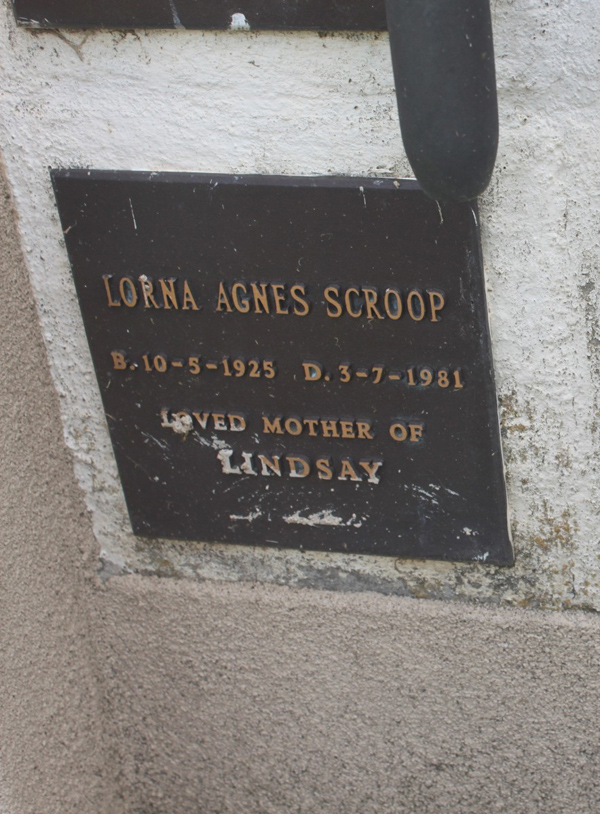 LORNA AGNES SCROOP
B. 10-5-1925 D. 3-7-1981
LOVED MOTHER OF
LINDSAY